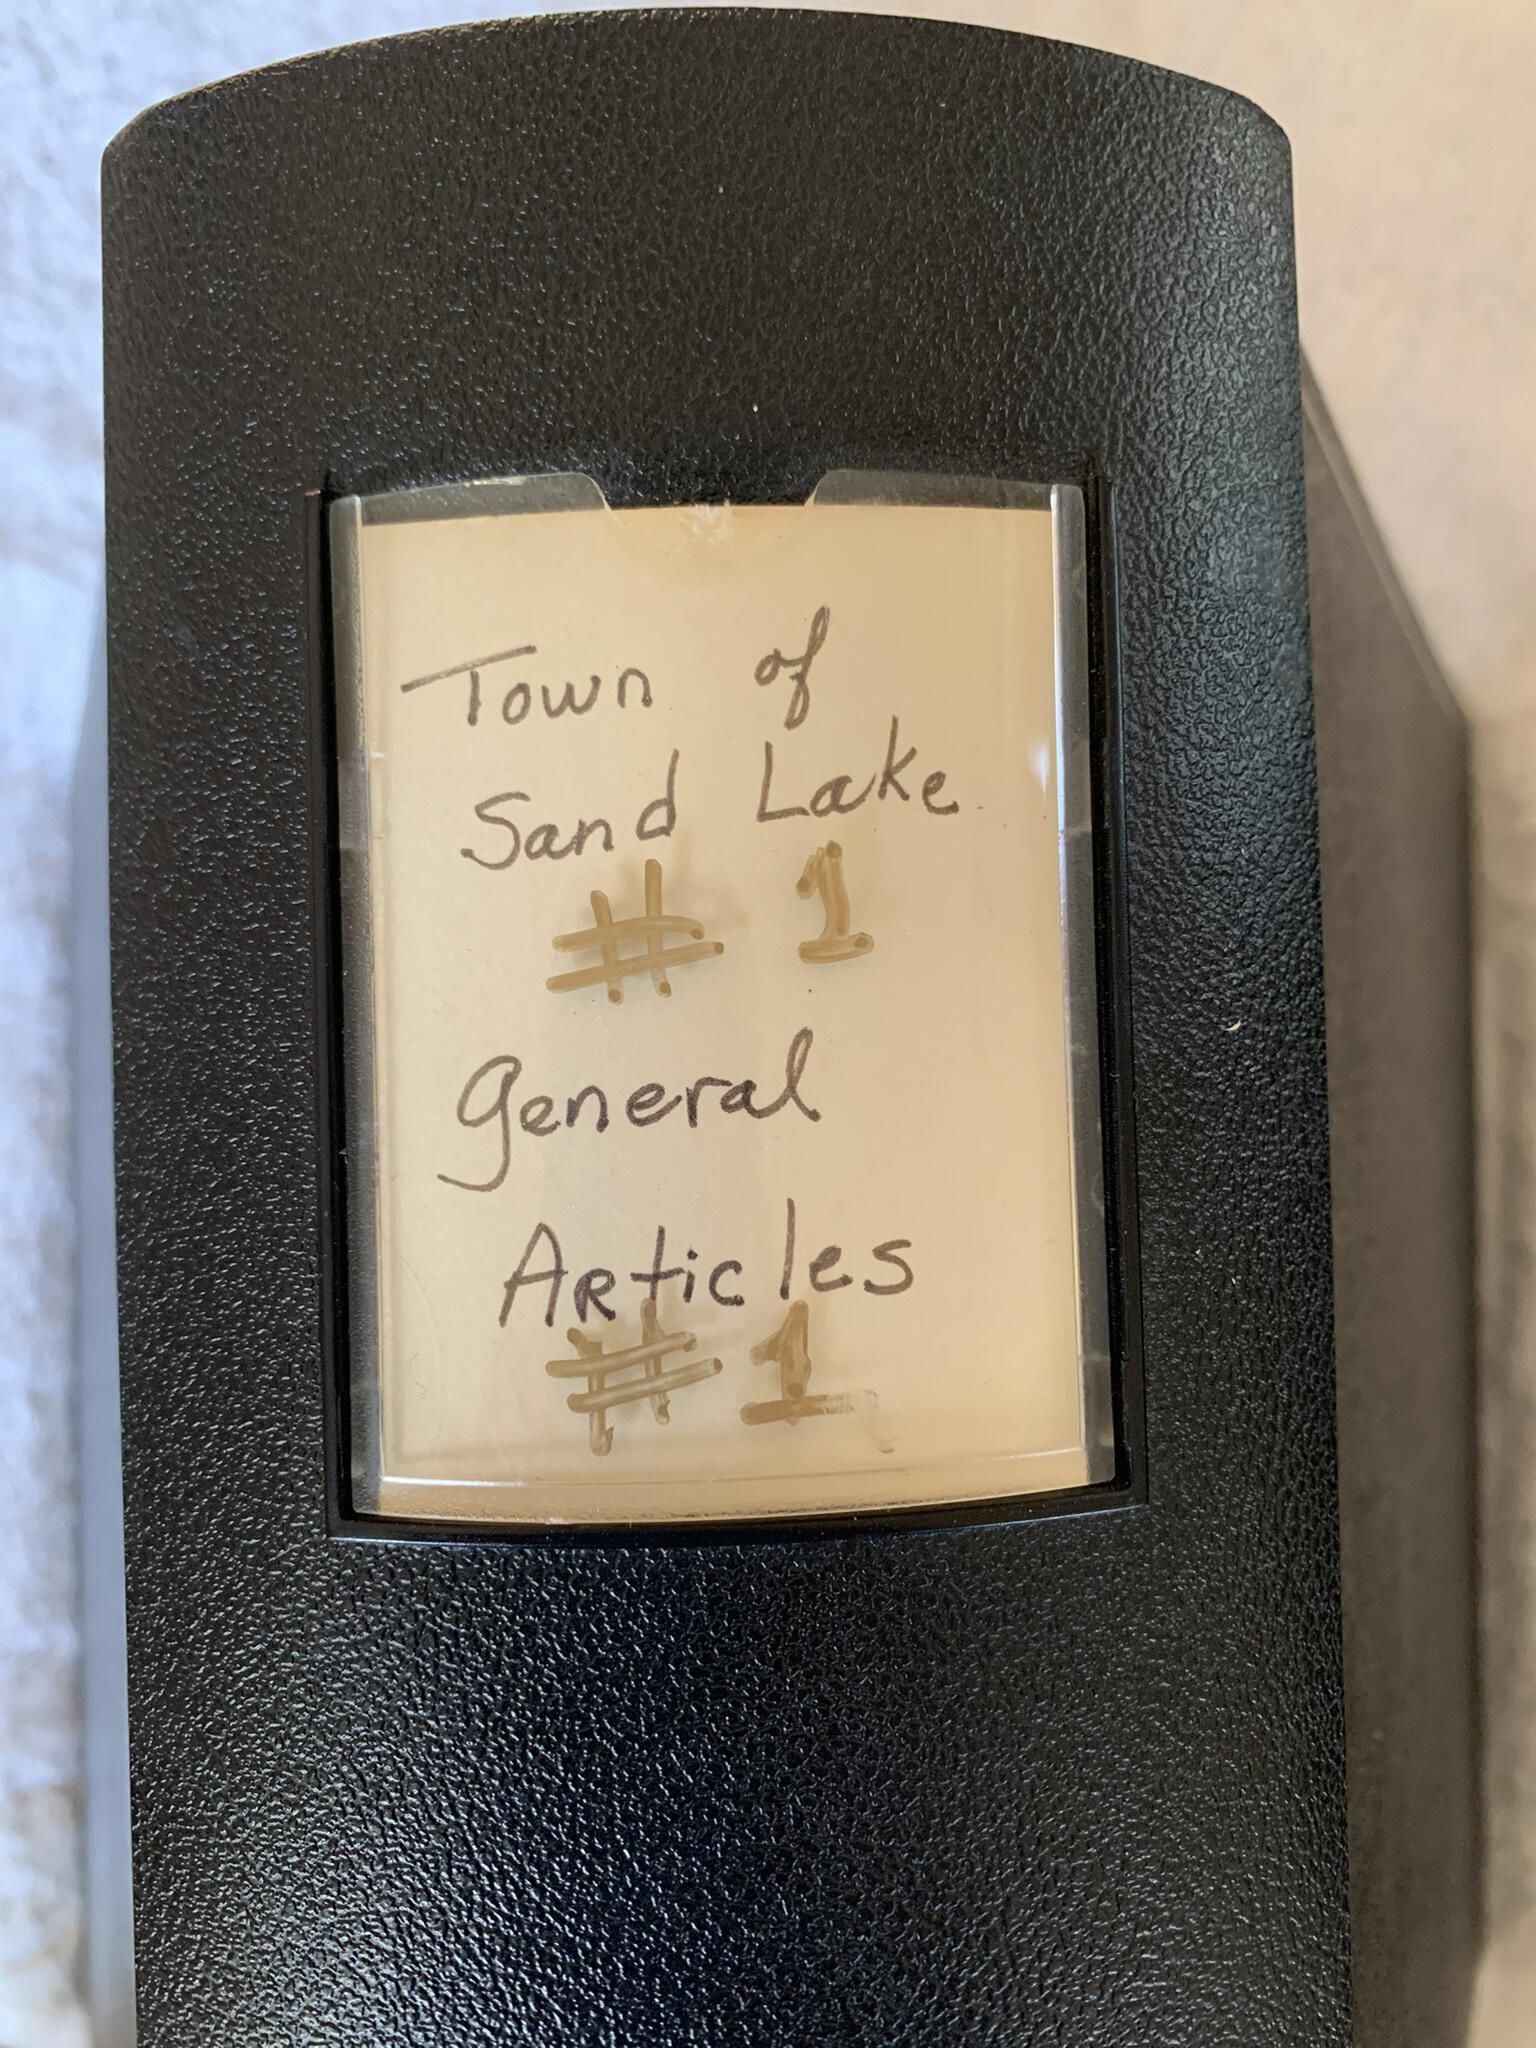 Town of
Sand Lake
# 1
General
Articles
# 1